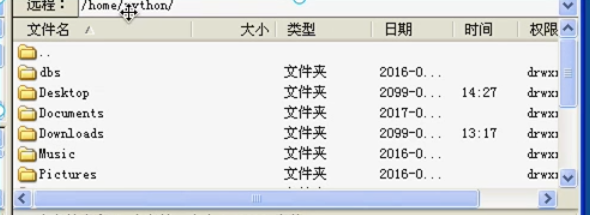 远程： /home/python/
文件名 大小 类型 日期 时间 权限
..
dbs 文件夹 2016-0... drwx
Desktop 文件夹 2099-0... 14:27 drwx
Documents 文件夹 2017-0... drwx
Downloads 文件夹 2099-0... 13:17 drwx
Music 文件夹 2016-0... drwx
Pictures 文件夹 2016-0... drwx